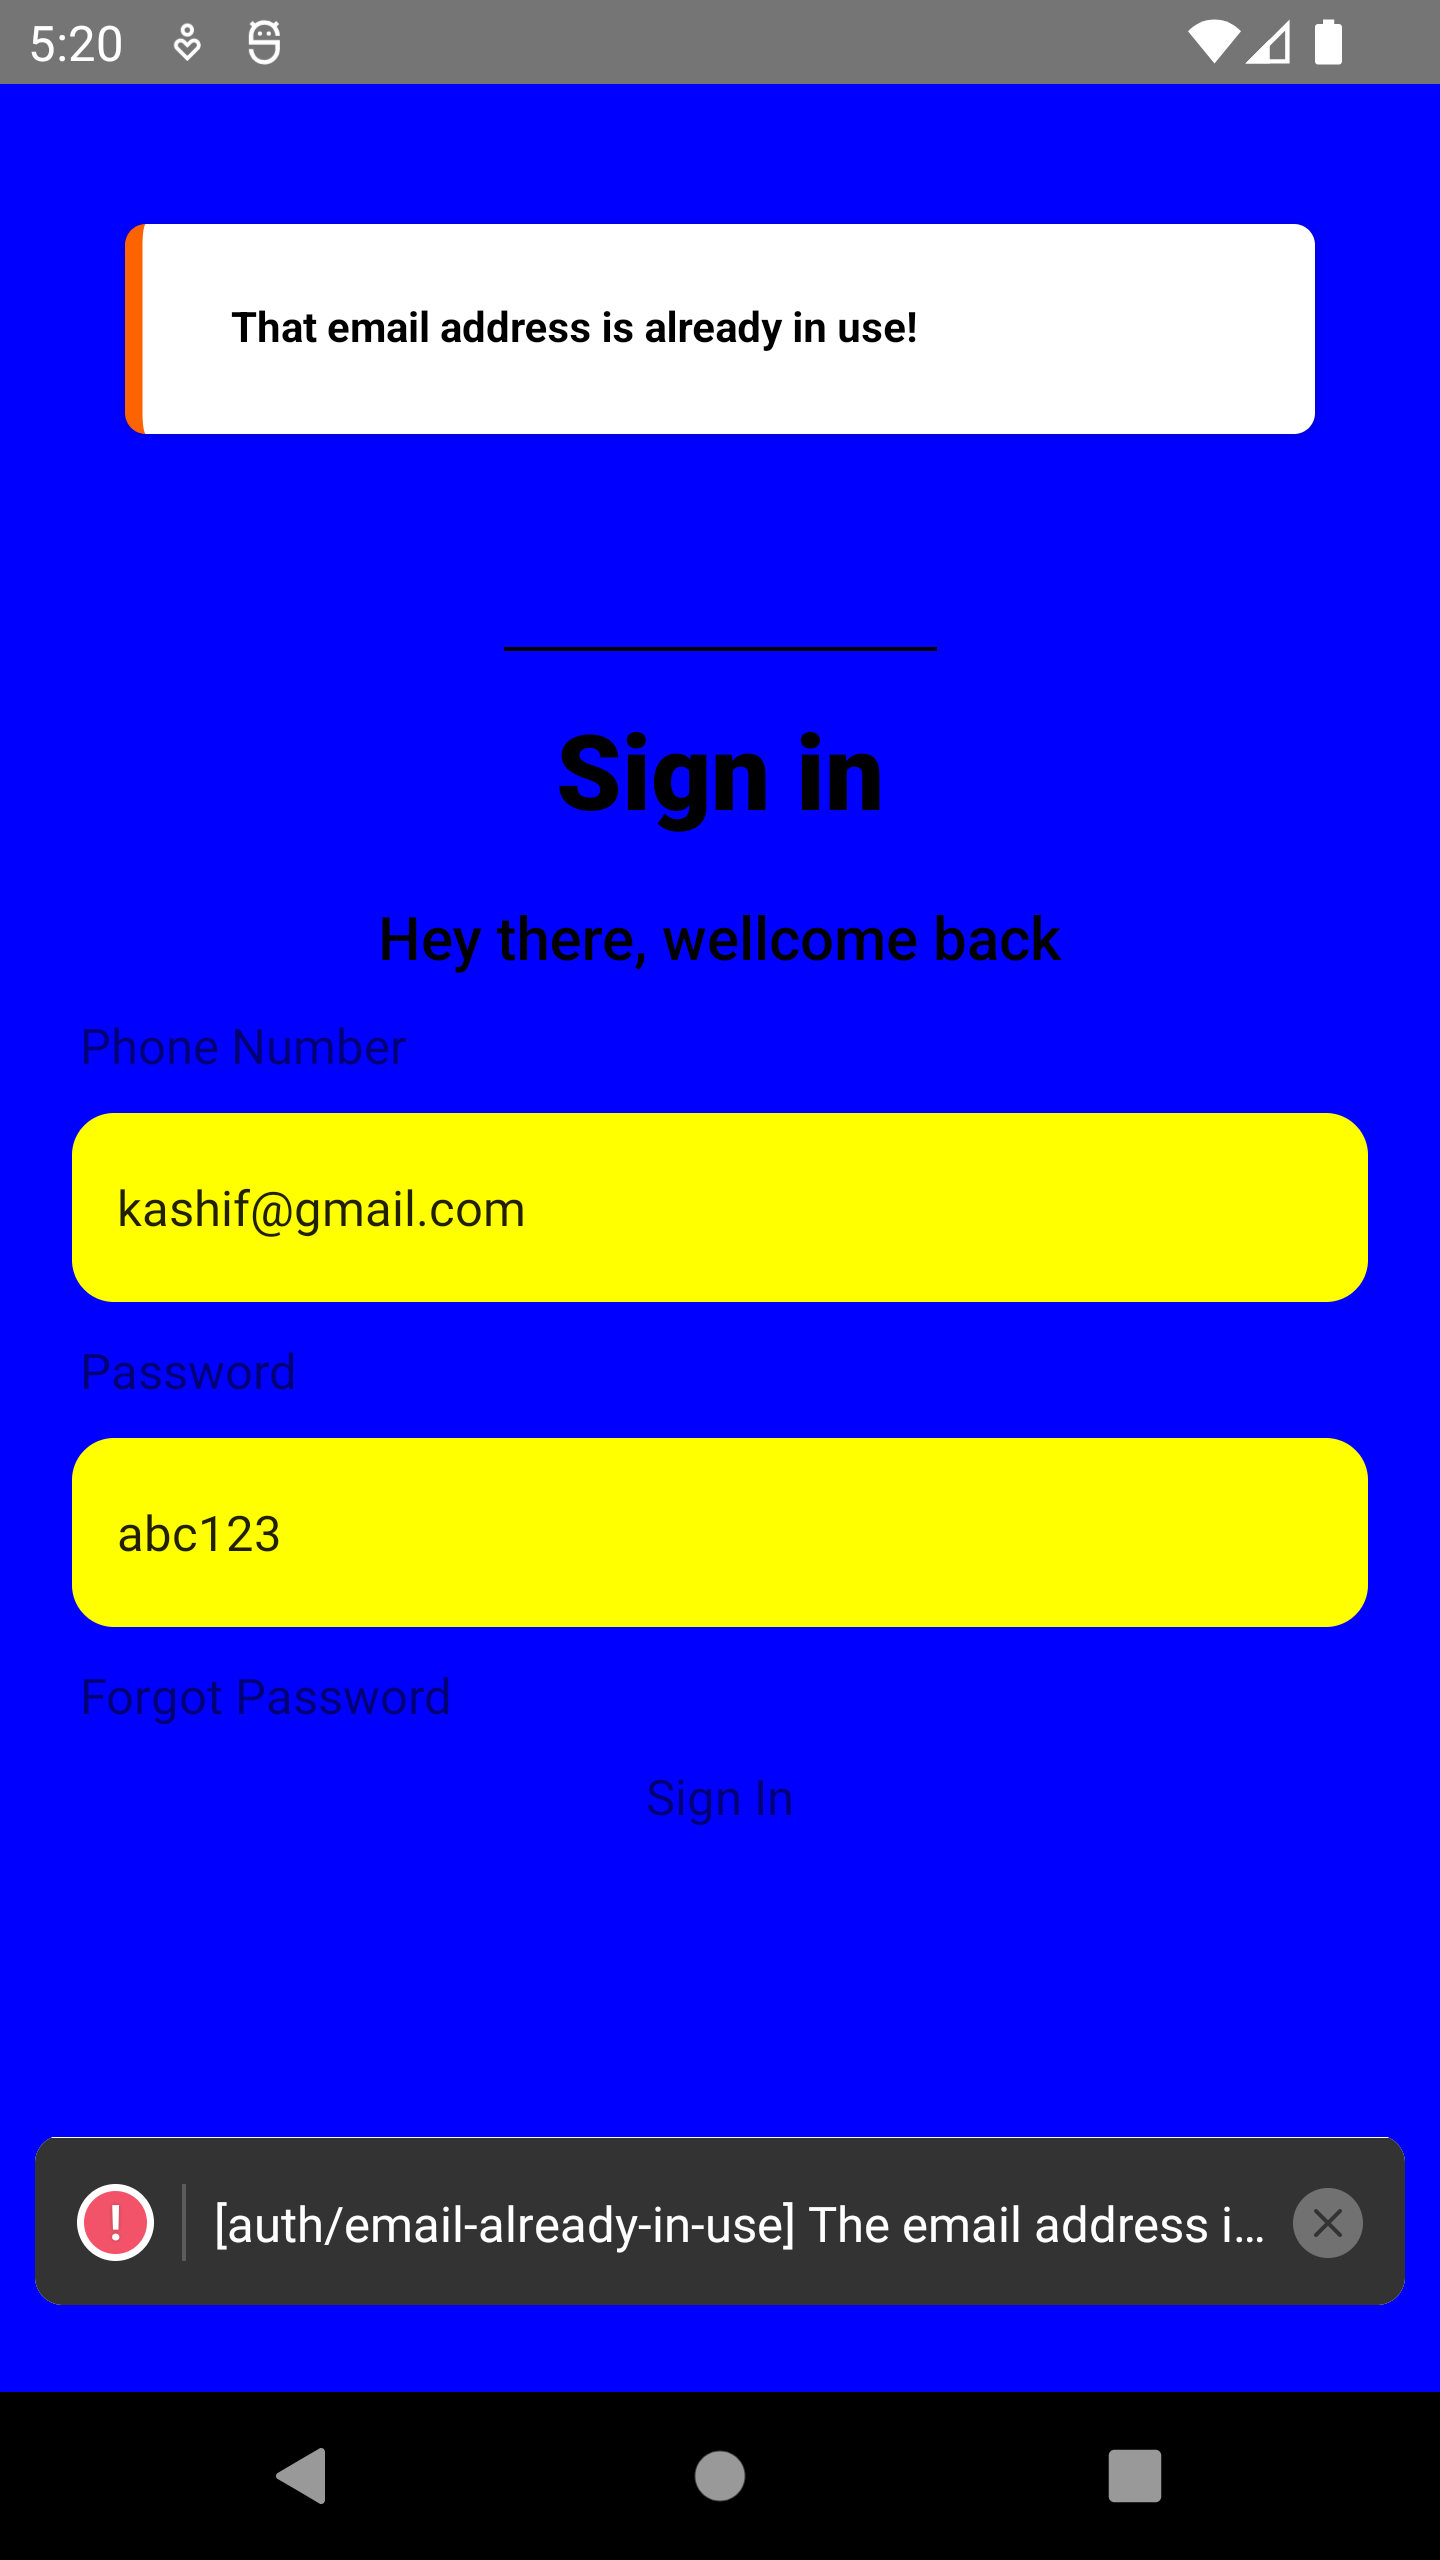 5:20
That email address is already in use!
Sign in
Hey there, wellcome back
Phone Number
kashif@gmail.com
Password
abc123
Forgot Password
Sign In
! [auth/email-already-in-use] The email address i...